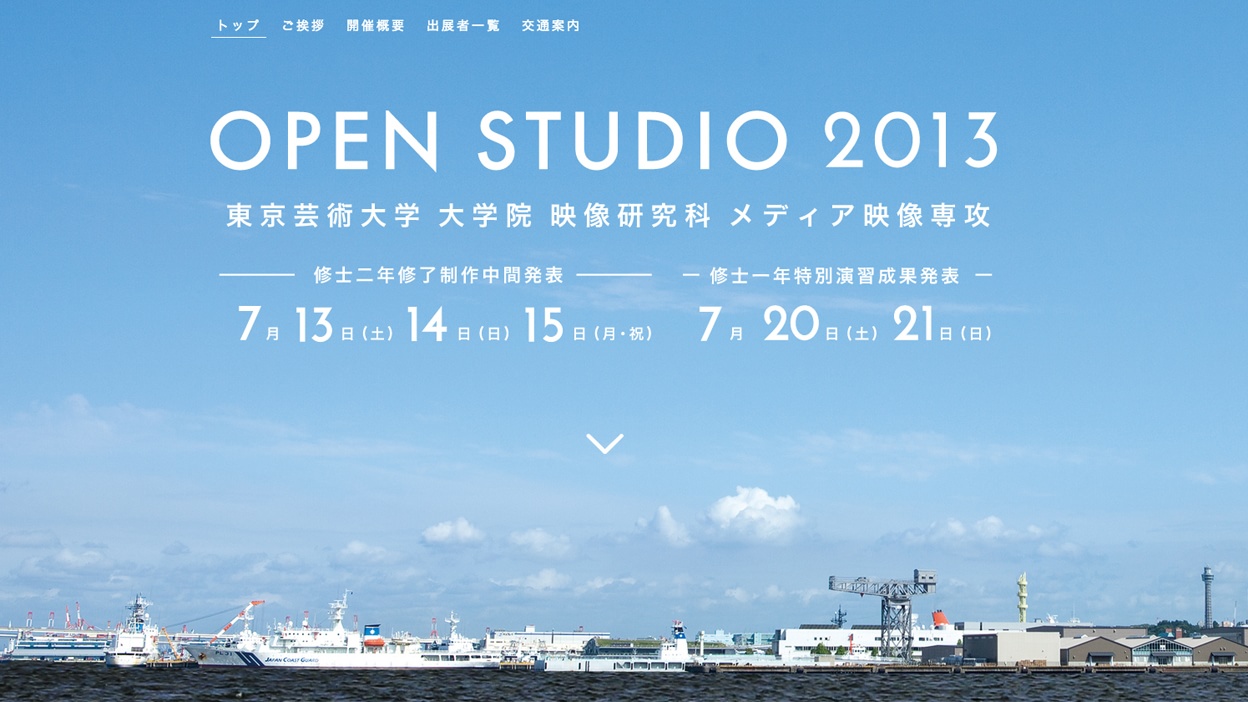 トップ ご挨拶 開催概要 出展者一覧 交通案内
OPEN STUDIO 2013
東京芸術大学 大学院 映像研究科 メディア映像専攻
修士二年修了制作中間発表 修士一年特別演習成果発表
7月 13日(土) 14日(日) 15日(月・祝) 7月 20日(土) 21日(日)
JAPAN COAST GUARD